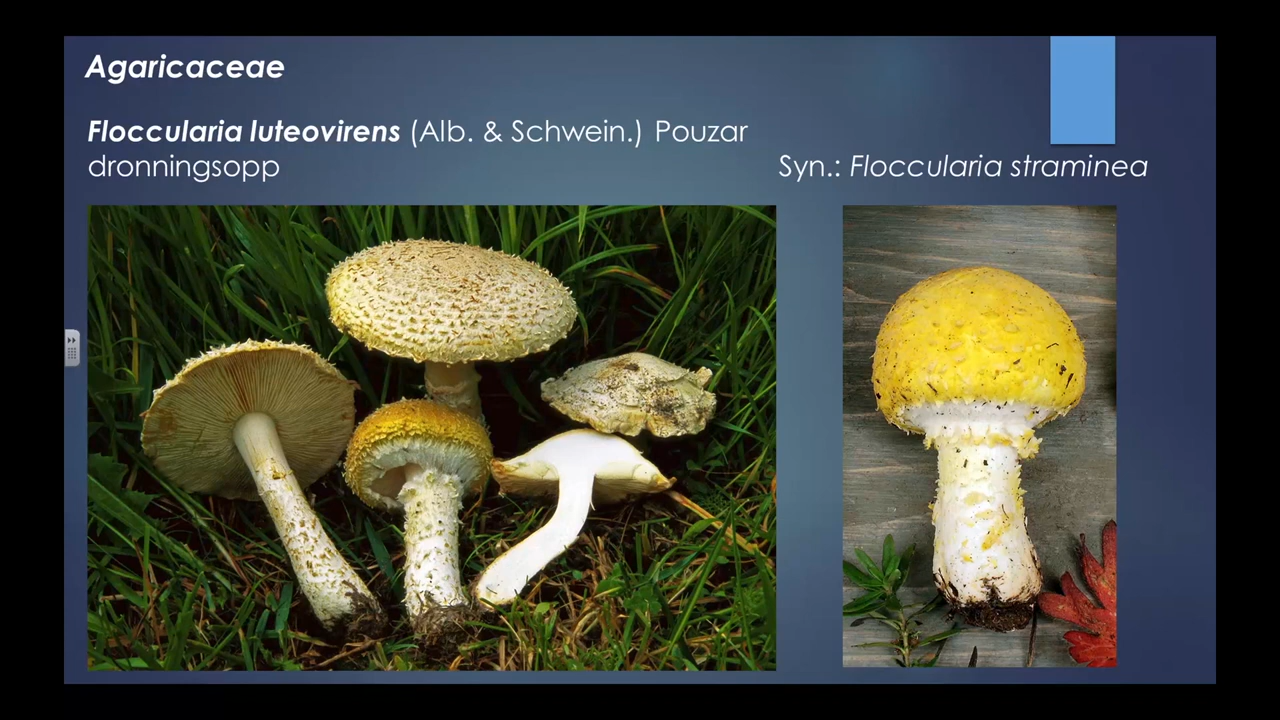 Agaricaceae
Floccularia luteovirens (Alb. & Schwein.) Pouzar
dronningsopp
Syn.: Floccularia straminea